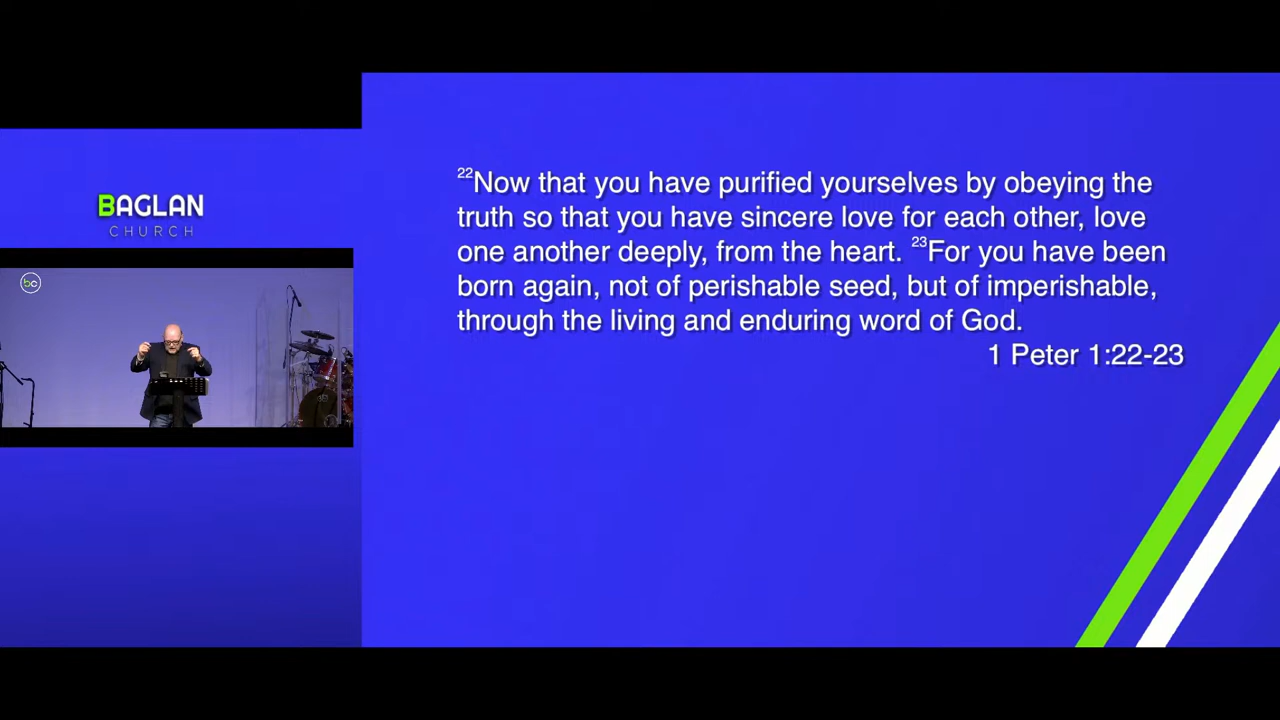 BAGLAN
CHURCH
bc
22Now that you have purified yourselves by obeying the
truth so that you have sincere love for each other, love
one another deeply, from the heart. 23For you have been
born again, not of perishable seed, but of imperishable,
through the living and enduring word of God.
1 Peter 1:22-23